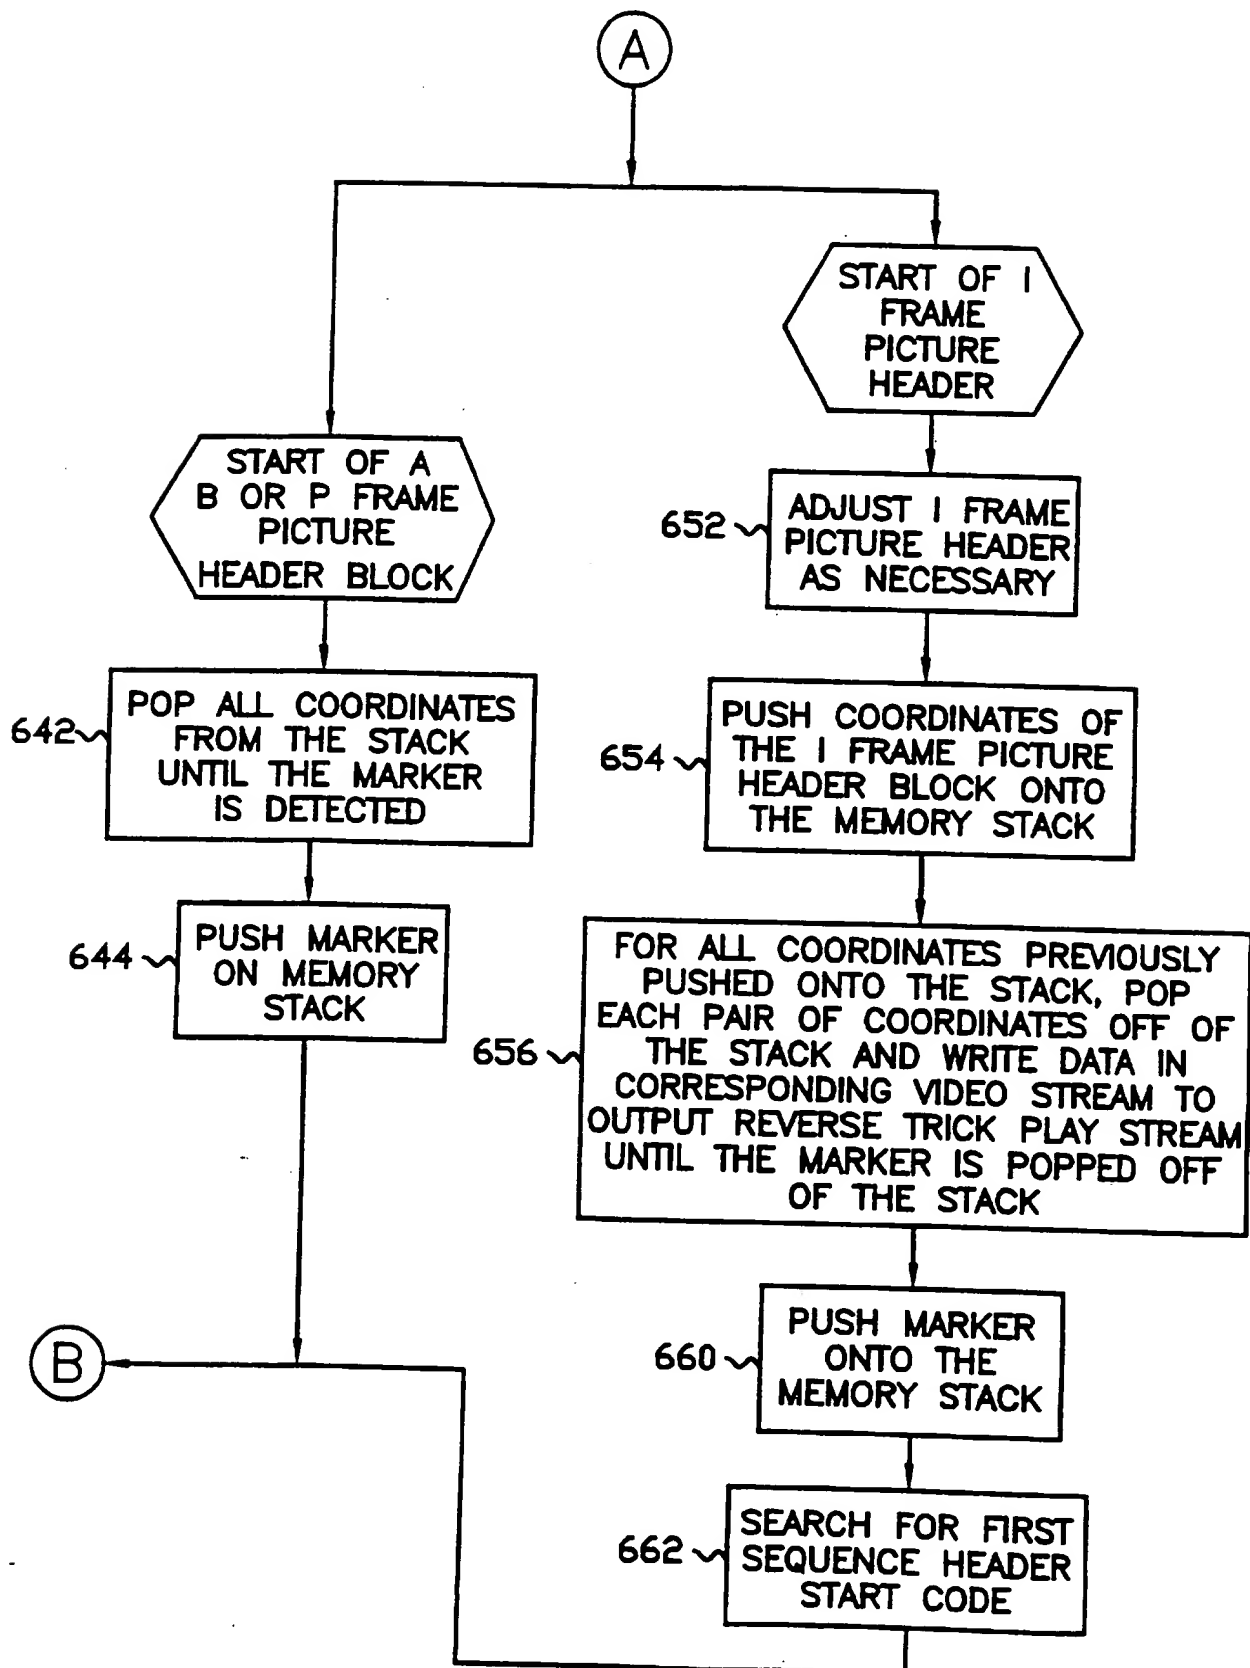 A
START OF I
FRAME
PICTURE
HEADER
START OF A
B OR P FRAME
PICTURE
HEADER BLOCK
652
ADJUST I FRAME
PICTURE HEADER
AS NECESSARY
642
POP ALL COORDINATES
FROM THE STACK
UNTIL THE MARKER
IS DETECTED
654
PUSH COORDINATES OF
THE I FRAME PICTURE
HEADER BLOCK ONTO
THE MEMORY STACK
644
PUSH MARKER
ON MEMORY
STACK
656
FOR ALL COORDINATES PREVIOUSLY
PUSHED ONTO THE STACK, POP
EACH PAIR OF COORDINATES OFF OF
THE STACK AND WRITE DATA IN
CORRESPONDING VIDEO STREAM TO
OUTPUT REVERSE TRICK PLAY STREAM
UNTIL THE MARKER IS POPPED OFF
OF THE STACK
B
660
PUSH MARKER
ONTO THE
MEMORY STACK
662
SEARCH FOR FIRST
SEQUENCE HEADER
START CODE